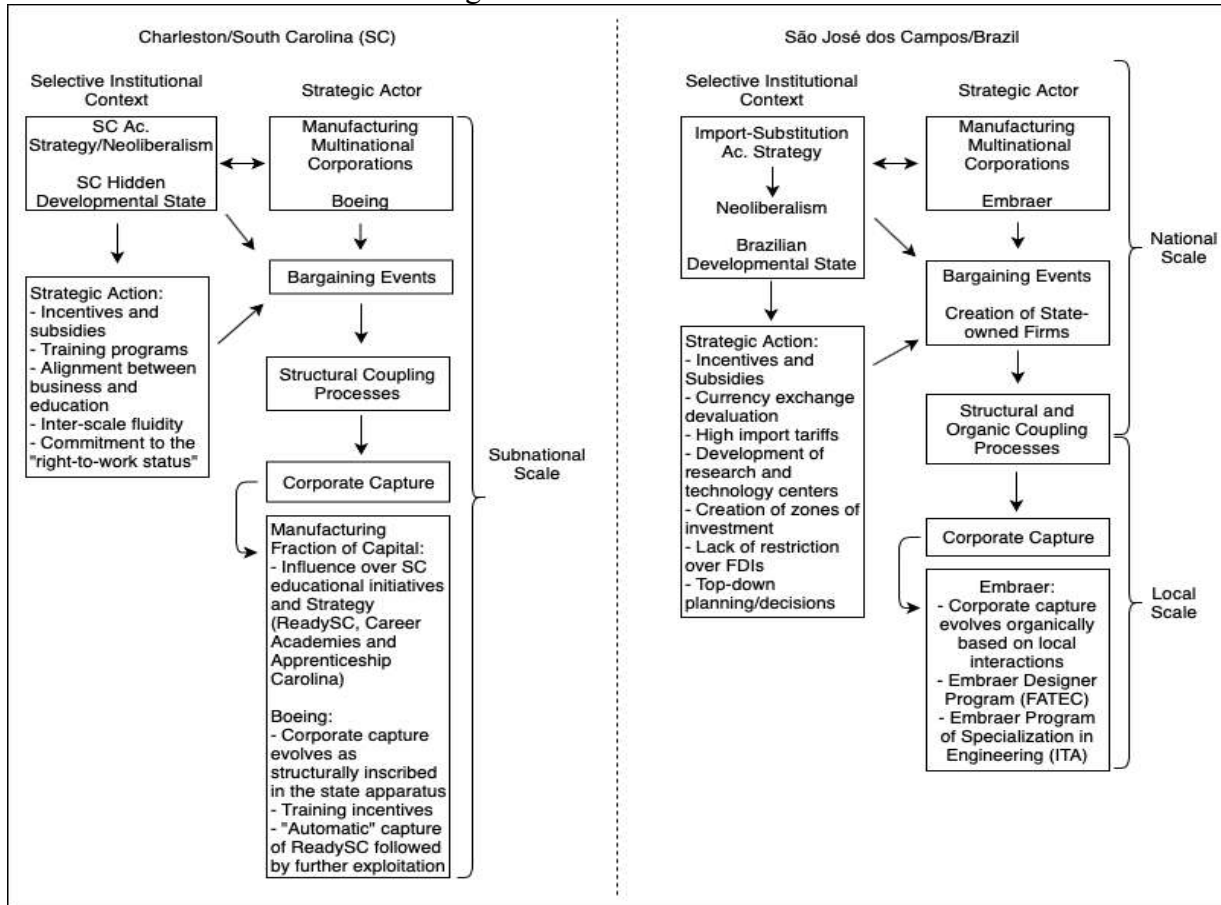 Charleston/South Carolina (SC)
Selective Institutional
Context
SC Ac.
Strategy/Neoliberalism
SC Hidden
Developmental State
Strategic Actor
Manufacturing
Multinational
Corporations
Boeing
Strategic Action:
- Incentives and
subsidies
- Training programs
- Alignment between
business and
education
- Inter-scale fluidity
- Commitment to the
"right-to-work status"
Bargaining Events
Structural Coupling
Processes
Corporate Capture
Manufacturing
Fraction of Capital:
- Influence over SC
educational initiatives
and Strategy
(ReadySC, Career
Academies and
Apprenticeship
Carolina)
Boeing:
- Corporate capture
evolves as
structurally inscribed
in the state apparatus
- Training incentives
- "Automatic" capture
of ReadySC followed
by further exploitation
Subnational
Scale
São José dos Campos/Brazil
Selective Institutional
Context
Import-Substitution
Ac. Strategy
Neoliberalism
Brazilian
Developmental State
Strategic Actor
Manufacturing
Multinational
Corporations
Embraer
Strategic Action:
- Incentives and
Subsidies
- Currency exchange
devaluation
- High import tariffs
- Development of
research and
technology centers
- Creation of zones of
investment
- Lack of restriction
over FDIs
- Top-down
planning/decisions
Bargaining Events
Creation of State-
owned Firms
Structural and
Organic Coupling
Processes
Corporate Capture
Embraer:
- Corporate capture
evolves organically
based on local
interactions
- Embraer Designer
Program (FATEC)
- Embraer Program
of Specialization in
Engineering (ITA)
National
Scale
Local
Scale